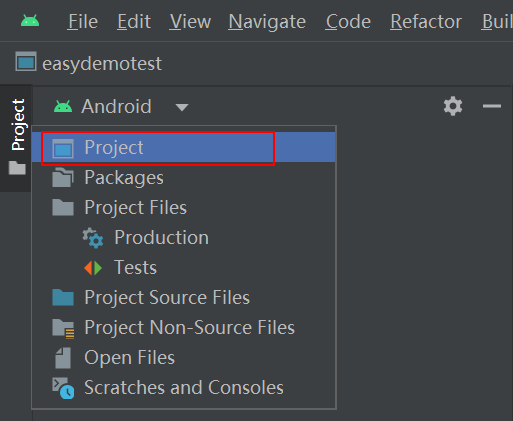 File Edit View Navigate Code Refactor Buil
easydemotest
Project
Android
Project
Packages
Project Files
Production
Tests
Project Source Files
Project Non-Source Files
Open Files
Scratches and Consoles